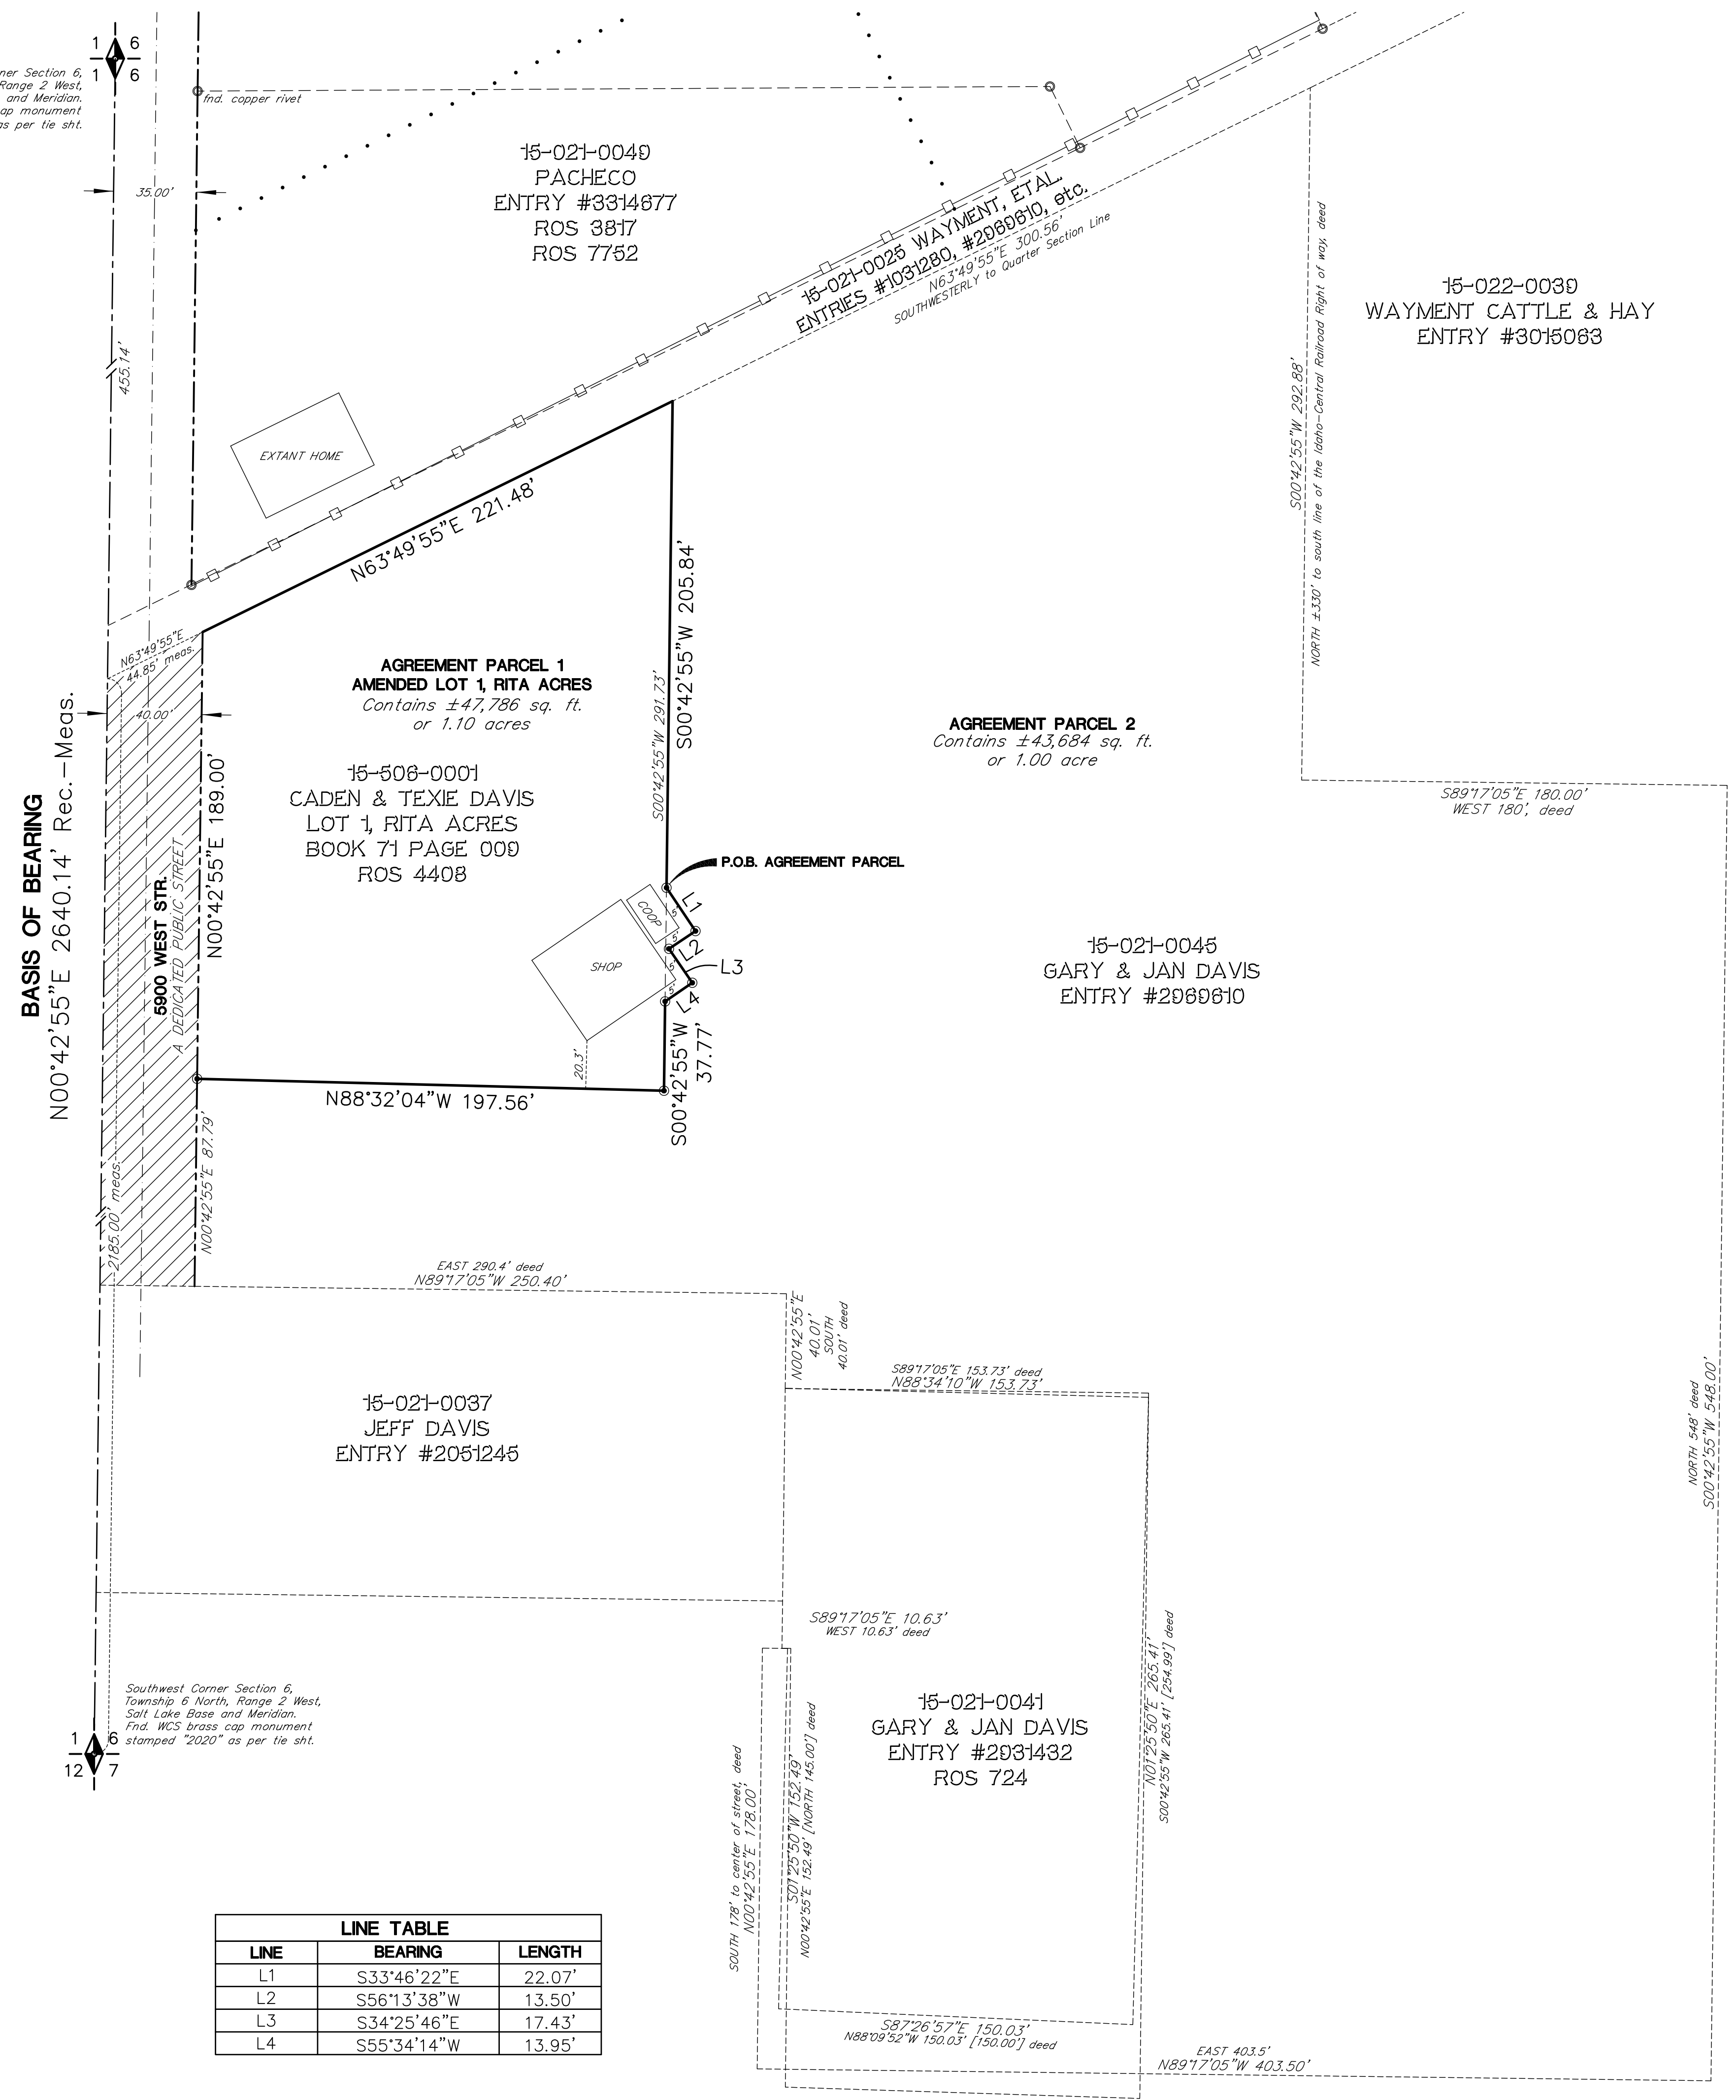 1 6
1 6
ner Section 6,
Range 2 West,
and Meridian.
ap monument
as per tie sht.
fnd. copper rivet
35.00'
455.14'
15-021-0049
PACHECO
ENTRY #3314677
ROS 3817
ROS 7752
15-021-0025 WAYMENT, ETAL.
ENTRIES #1031280, #2969610, etc.
N63°49'55"E 300.56'
SOUTHWESTERLY to Quarter Section Line
15-022-0039
WAYMENT CATTLE & HAY
ENTRY #3015063
S00°42'55"W 292.88'
NORTH ±330' to south line of the Idaho-Central Railroad Right of way, deed
EXTANT HOME
N63°49'55"E 221.48'
S00°42'55"W 205.84'
S00°42'55"W 291.73'
N63°49'55"E
44.85' meas.
40.00'
AGREEMENT PARCEL 1
AMENDED LOT 1, RITA ACRES
Contains ±47,786 sq. ft.
or 1.10 acres
15-506-0001
CADEN & TEXIE DAVIS
LOT 1, RITA ACRES
BOOK 71 PAGE 009
ROS 4408
AGREEMENT PARCEL 2
Contains ±43,684 sq. ft.
or 1.00 acre
S89°17'05"E 180.00'
WEST 180', deed
BASIS OF BEARING
N00°42'55"E 2640.14' Rec.-Meas.
5900 WEST STR.
A DEDICATED PUBLIC STREET
N00°42'55"E 189.00'
P.O.B. AGREEMENT PARCEL
COOP
SHOP
5'
5'
5'
5'
L1
L2
L3
L4
20.3'
S00°42'55"W
37.77'
N88°32'04"W 197.56'
15-021-0045
GARY & JAN DAVIS
ENTRY #2969610
N00°42'55"E 87.79'
2185.00' meas.
EAST 290.4' deed
N89°17'05"W 250.40'
N00°42'55"E
40.01'
SOUTH
40.01' deed
S89°17'05"E 153.73' deed
N88°34'10"W 153.73'
15-021-0037
JEFF DAVIS
ENTRY #2051245
NORTH 548' deed
S00°42'55"W 548.00'
S89°17'05"E 10.63'
WEST 10.63' deed
Southwest Corner Section 6,
Township 6 North, Range 2 West,
Salt Lake Base and Meridian.
Fnd. WCS brass cap monument
stamped "2020" as per tie sht.
1 6
12 7
15-021-0041
GARY & JAN DAVIS
ENTRY #2931432
ROS 724
N01°25'50"E 265.41'
S00°42'55"W 265.41' [254.99'] deed
SOUTH 178' to center of street, deed
N00°42'55"E 178.00'
S01°25'50"W 152.49'
N00°42'55"E 152.49' [NORTH 145.00'] deed
S87°26'57"E 150.03'
N88°09'52"W 150.03' [150.00'] deed
EAST 403.5'
N89°17'05"W 403.50'
LINE TABLE
LINE BEARING LENGTH
L1 S33°46'22"E 22.07'
L2 S56°13'38"W 13.50'
L3 S34°25'46"E 17.43'
L4 S55°34'14"W 13.95'